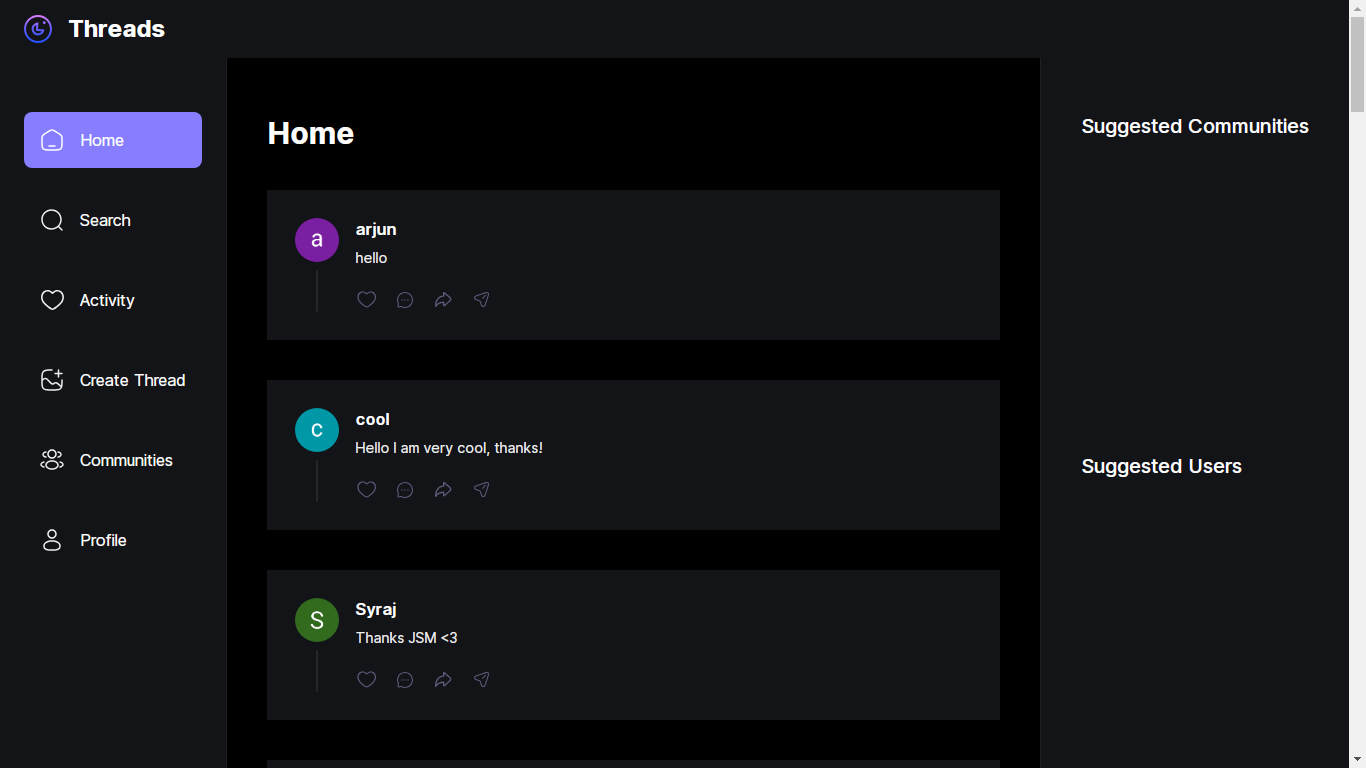 Threads
Home
Search
Activity
Create Thread
Communities
Profile
Home
a
arjun
hello
c
cool
Hello I am very cool, thanks!
S
Syraj
Thanks JSM <3
Suggested Communities
Suggested Users